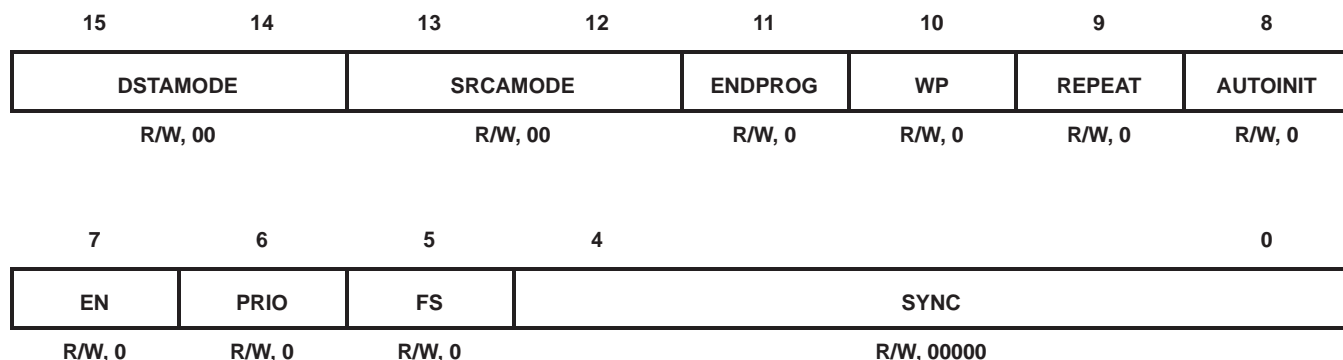 15 14 13 12 11 10 9 8
DSTAMODE SRCAMODE ENDPROG WP REPEAT AUTOINIT
R/W, 00 R/W, 00 R/W, 0 R/W, 0 R/W, 0 R/W, 0
7 6 5 4 0
EN PRIO FS SYNC
R/W, 0 R/W, 0 R/W, 0 R/W, 00000